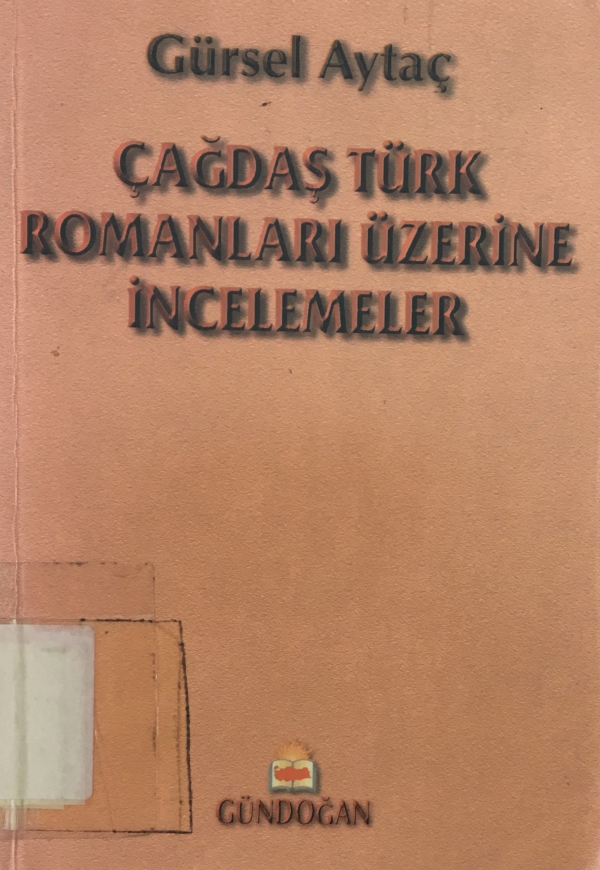 Gürsel Aytaç
ÇAĞDAŞ TÜRK
ROMANLARI ÜZERİNE
İNCELEMELER
GÜNDOĞAN